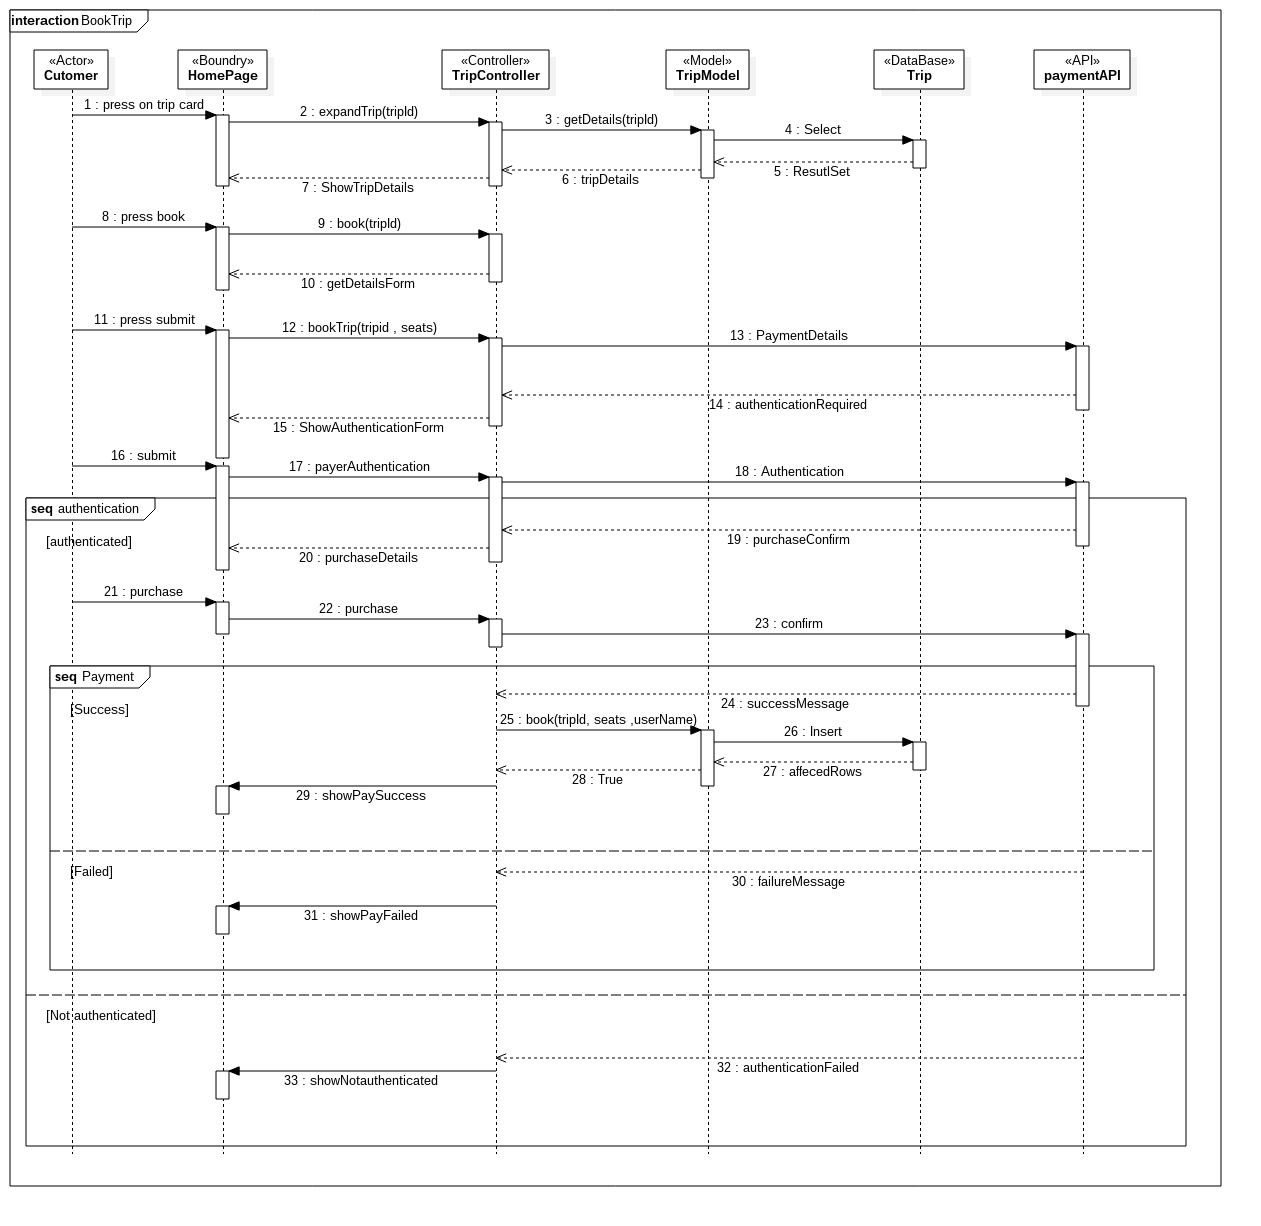 interaction BookTrip
«Actor»
Cutomer
«Boundry»
HomePage
«Controller»
TripController
«Model»
TripModel
«DataBase»
Trip
«API»
paymentAPI
1 : press on trip card
2 : expandTrip(tripId)
3 : getDetails(tripId)
4 : Select
5 : ResutlSet
6 : tripDetails
7 : ShowTripDetails
8 : press book
9 : book(tripId)
10 : getDetailsForm
11 : press submit
12 : bookTrip(tripid , seats)
13 : PaymentDetails
14 : authenticationRequired
15 : ShowAuthenticationForm
16 : submit
17 : payerAuthentication
18 : Authentication
seq authentication
[authenticated]
19 : purchaseConfirm
20 : purchaseDetails
21 : purchase
22 : purchase
23 : confirm
seq Payment
[Success]
24 : successMessage
25 : book(tripId, seats ,userName)
26 : Insert
27 : affecedRows
28 : True
29 : showPaySuccess
[Failed]
30 : failureMessage
31 : showPayFailed
[Not authenticated]
32 : authenticationFailed
33 : showNotauthenticated